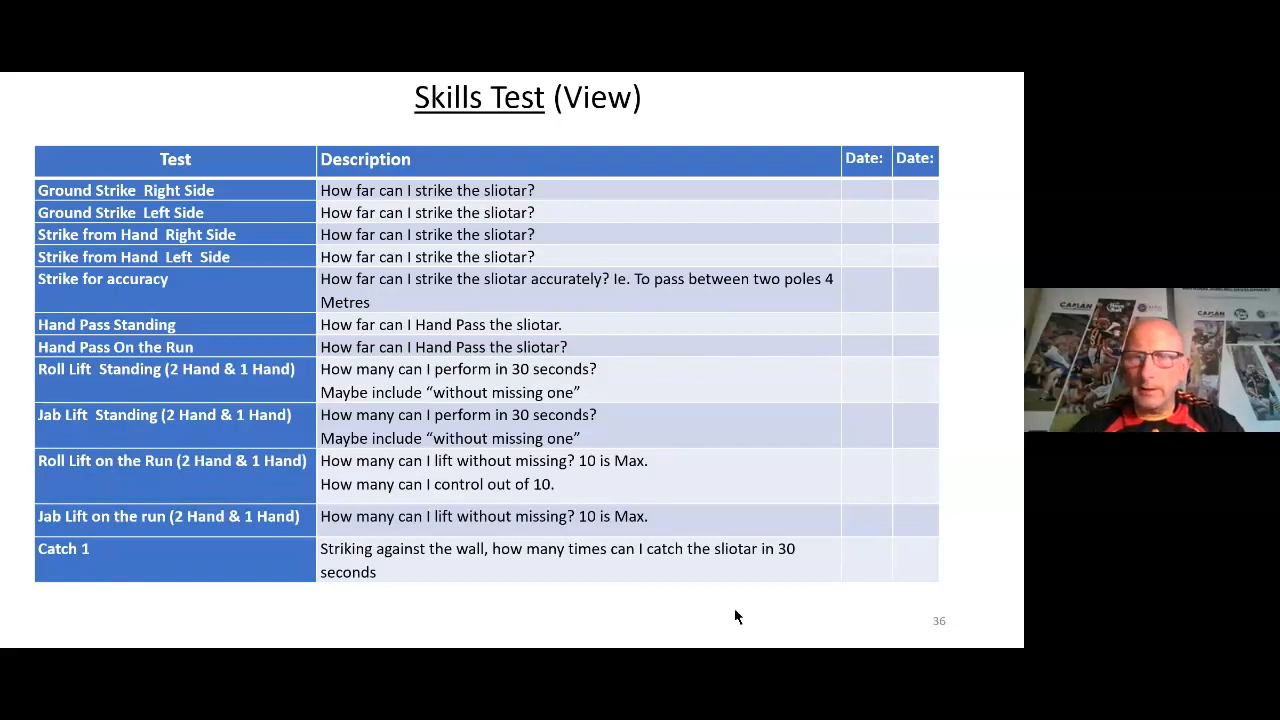 Skills Test (View)
Test Description Date: Date:
Ground Strike Right Side How far can I strike the sliotar?
Ground Strike Left Side How far can I strike the sliotar?
Strike from Hand Right Side How far can I strike the sliotar?
Strike from Hand Left Side How far can I strike the sliotar?
Strike for accuracy How far can I strike the sliotar accurately? Ie. To pass between two poles 4
Metres
Hand Pass Standing How far can I Hand Pass the sliotar.
Hand Pass On the Run How far can I Hand Pass the sliotar?
Roll Lift Standing (2 Hand & 1 Hand) How many can I perform in 30 seconds?
Maybe include “without missing one”
Jab Lift Standing (2 Hand & 1 Hand) How many can I perform in 30 seconds?
Maybe include “without missing one”
Roll Lift on the Run (2 Hand & 1 Hand) How many can I lift without missing? 10 is Max.
How many can I control out of 10.
Jab Lift on the run (2 Hand & 1 Hand) How many can I lift without missing? 10 is Max.
Catch 1 Striking against the wall, how many times can I catch the sliotar in 30
seconds
36